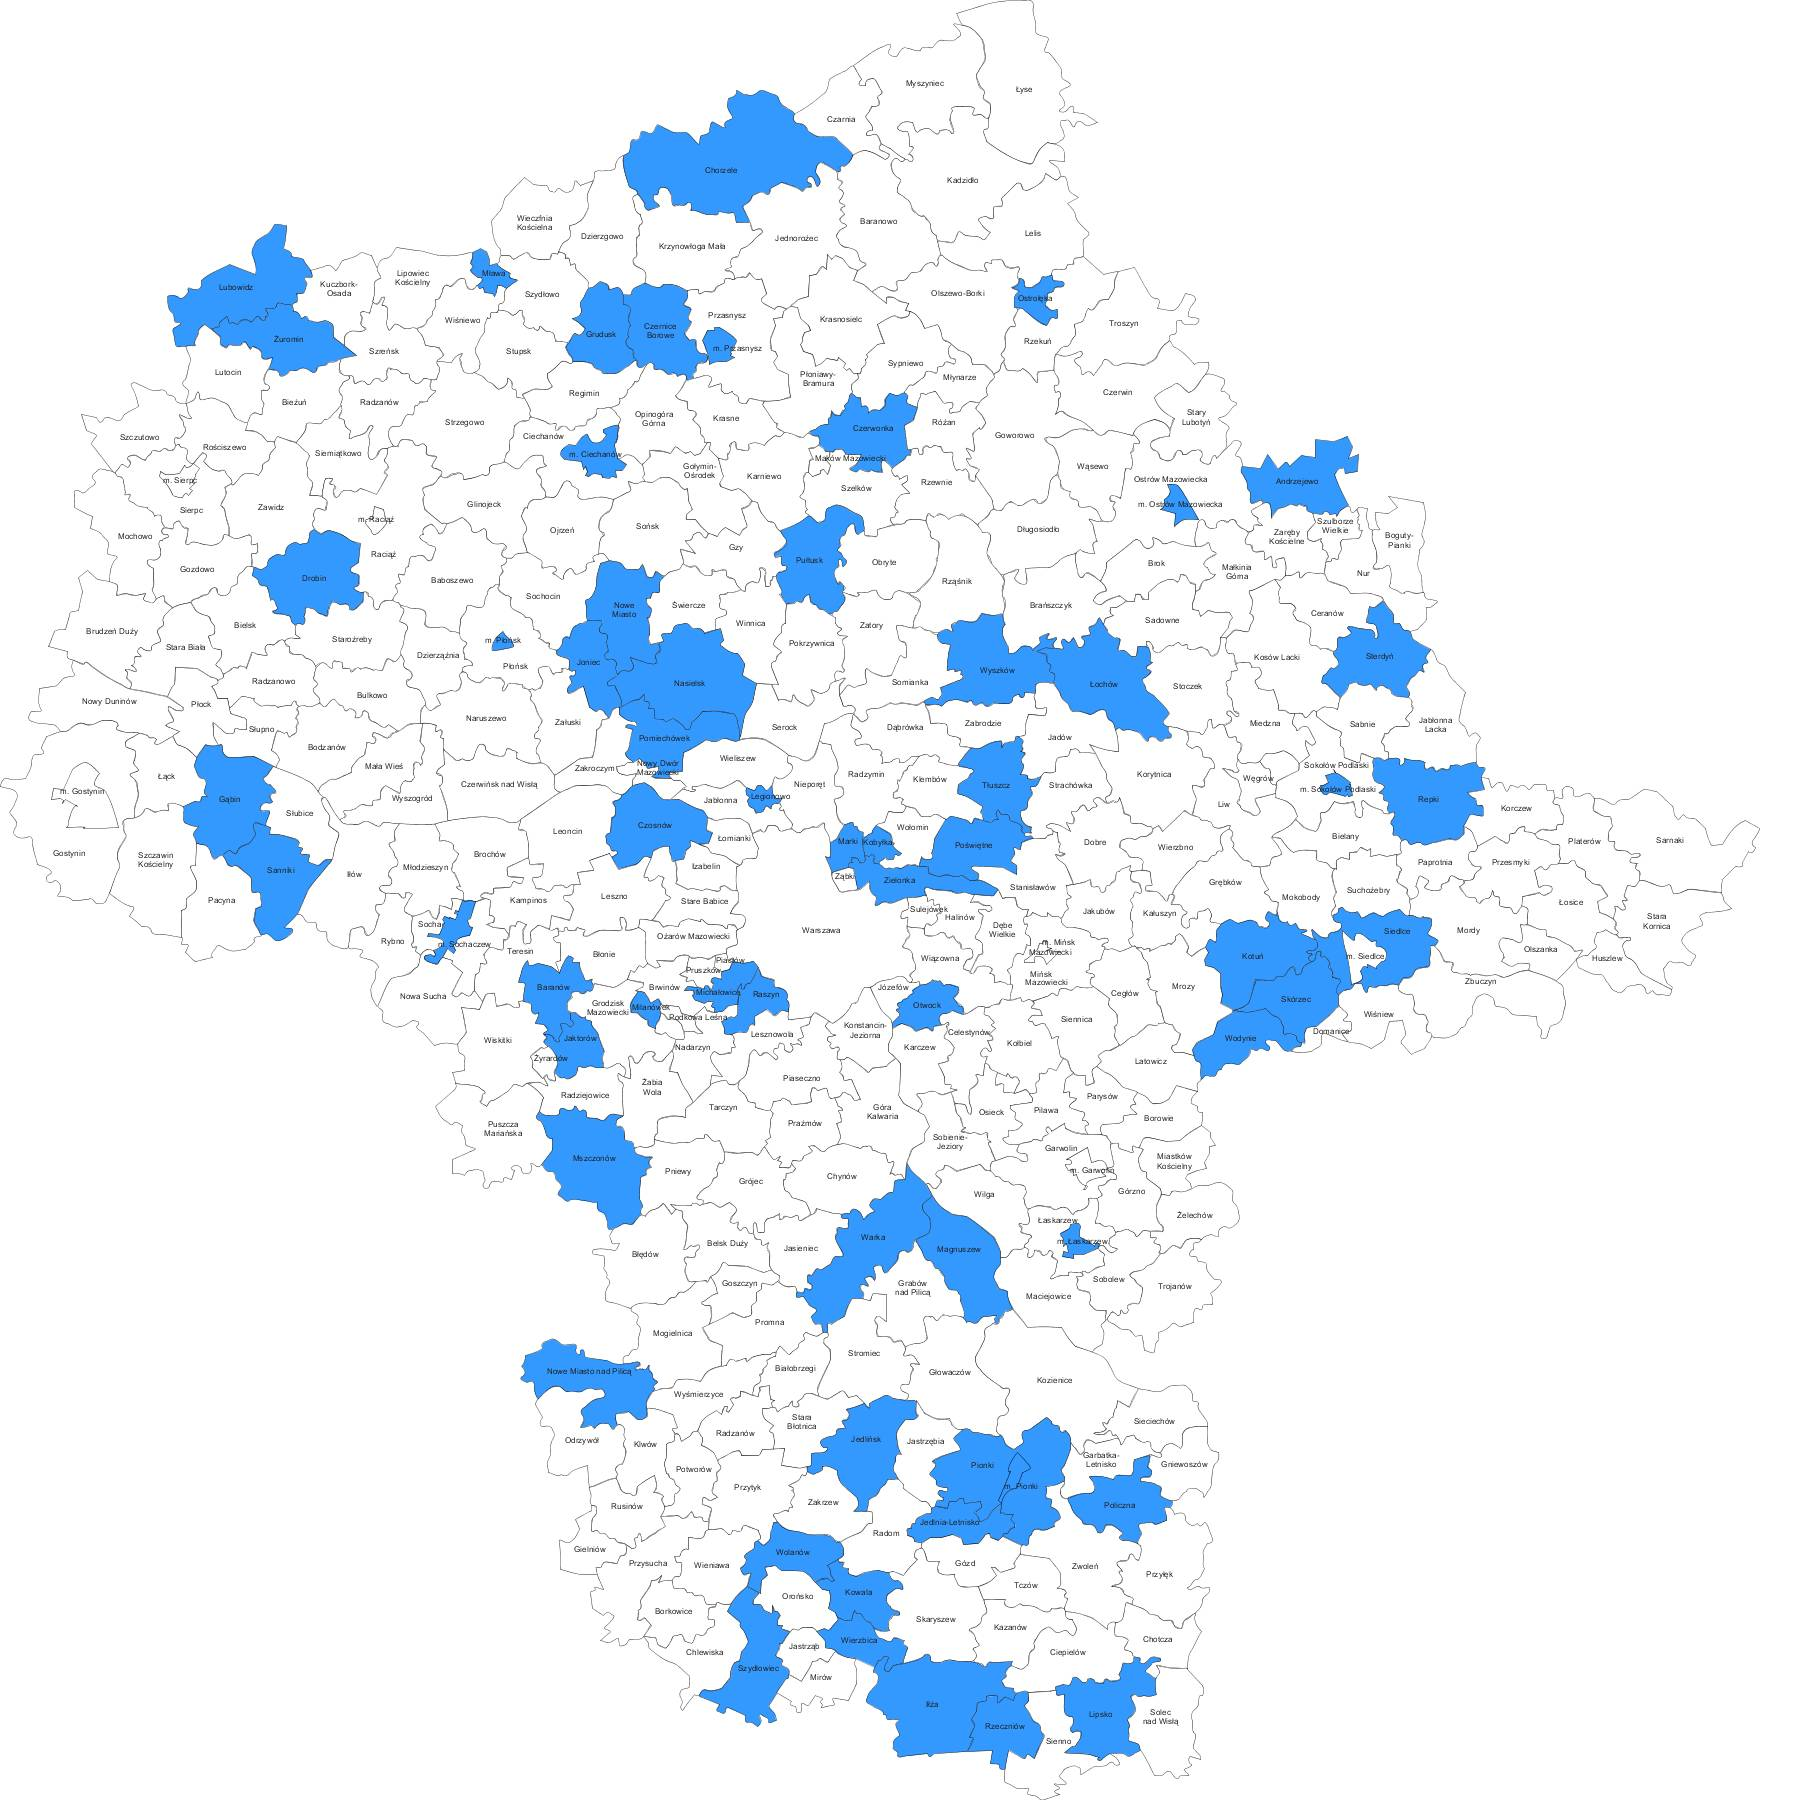 Myszyniec
Łyse
Czarnia
Chorzele
Kadzidło
Baranowo
Wieczfnia
Kościelna
Dzierzgowo
Krzynowłoga Mała
Jednorożec
Lelis
Lubowidz
Kuczbork-
Osada
Lipowiec
Kościelny
Mława
Szydłowo
Olszewo-Borki
Ostrołęka
Wiśniewo
Grudusk
Czernice
Borowe
Przasnysz
m. Przasnysz
Krasnosielc
Troszyn
Żuromin
Szreńsk
Stupsk
Rzekuń
Lutocin
Sypniewo
Płoniawy-
Bramura
Młynarze
Bieżuń
Radzanów
Regimin
Czerwin
Strzegowo
Opinogóra
Górna
Krasne
Czerwonka
Różan
Stary
Lubotyń
Szczutowo
Rościszewo
Siemiątkowo
Ciechanów
m. Ciechanów
Goworowo
Maków Mazowiecki
Gołymin-
Ośrodek
Karniewo
Wąsewo
m. Sierpc
Sierpc
Szelków
Rzewnie
Ostrów Mazowiecka
m. Ostrów Mazowiecka
Andrzejewo
Zawidz
Glinojeck
m. Raciąż
Raciąż
Ojrzeń
Sońsk
Długosiodło
Szulborze
Wielkie
Zaręby
Kościelne
Boguty-
Pianki
Mochowo
Gozdowo
Drobin
Baboszewo
Gzy
Pułtusk
Obryte
Rząśnik
Brok
Małkinia
Górna
Nur
Sochocin
Nowe
Miasto
Świercze
Winnica
Brańszczyk
Sadowne
Ceranów
Brudzeń Duży
Stara Biała
Bielsk
Staroźreby
m. Płońsk
Płońsk
Dzierzążnia
Joniec
Nasielsk
Pokrzywnica
Zatory
Somianka
Wyszków
Łochów
Stoczek
Kosów Lacki
Sterdyń
Nowy Duninów
Płock
Radzanowo
Bulkowo
Słupno
Bodzanów
Naruszewo
Załuski
Pomiechówek
Serock
Dąbrówka
Zabrodzie
Jadów
Miedzna
Sabnie
Jabłonna
Lacka
Łąck
m. Gostynin
Gostynin
Gąbin
Słubice
Mała Wieś
Wyszogród
Czerwińsk nad Wisłą
Zakroczym
Nowy Dwór
Mazowiecki
Wieliszew
Nieporęt
Legionowo
Jabłonna
Radzymin
Klembów
Tłuszcz
Strachówka
Korytnica
Węgrów
Liw
Sokołów Podlaski
m. Sokołów Podlaski
Repki
Korczew
Szczawin
Kościelny
Sanniki
Pacyna
Iłów
Młodzieszyn
Brochów
Leoncin
Czosnów
Łomianki
Izabelin
Marki
Kobyłka
Wołomin
Poświętne
Ząbki
Zielonka
Dobre
Wierzbno
Bielany
Paprotnia
Przesmyki
Platerów
Sarnaki
Kampinos
Leszno
Stare Babice
Stanisławów
Grębków
Mokobody
Suchożebry
Łosice
Stara
Kornica
Rybno
m. Sochaczew
Teresin
Błonie
Ożarów Mazowiecki
Warszawa
Sulejówek
Halinów
Dębe
Wielkie
Jakubów
Kałuszyn
Siedlce
m. Siedlce
Mordy
Olszanka
Huszlew
Nowa Sucha
Baranów
Grodzisk
Mazowiecki
Brwinów
Pruszków
Piastów
Michałowice
Raszyn
Milanówek
Podkowa Leśna
Wiązowna
m. Mińsk
Mazowiecki
Mińsk
Mazowiecki
Cegłów
Mrozy
Kotuń
Skórzec
Zbuczyn
Wiśniew
Domanice
Wodynie
Wiskitki
Żyrardów
Jaktorów
Nadarzyn
Lesznowola
Konstancin-
Jeziorna
Józefów
Otwock
Celestynów
Karczew
Kołbiel
Siennica
Latowicz
Radziejowice
Żabia
Wola
Piaseczno
Tarczyn
Prażmów
Góra
Kalwaria
Osieck
Pilawa
Parysów
Borowie
Puszcza
Mariańska
Mszczonów
Pniewy
Grójec
Chynów
Sobienie-
Jeziory
Garwolin
m. Garwolin
Miastków
Kościelny
Wilga
Górzno
Żelechów
Łaskarzew
m. Łaskarzew
Błędów
Belsk Duży
Jasieniec
Warka
Magnuszew
Goszczyn
Grabów
nad Pilicą
Maciejowice
Sobolew
Trojanów
Mogielnica
Promna
Stromiec
Nowe Miasto nad Pilicą
Wyśmierzyce
Białobrzegi
Głowaczów
Kozienice
Odrzywół
Klwów
Radzanów
Stara
Błotnica
Jedlińsk
Jastrzębia
Sieciechów
Garbatka-
Letnisko
Gniewoszów
Potworów
Przytyk
Pionki
m. Pionki
Policzna
Rusinów
Zakrzew
Radom
Jedlnia-Letnisko
Gielniów
Przysucha
Wieniawa
Wolanów
Gózd
Zwoleń
Przyłęk
Tczów
Borkowice
Orońsko
Kowala
Skaryszew
Kazanów
Chotcza
Chlewiska
Jastrząb
Wierzbica
Ciepielów
Szydłowiec
Mirów
Iłża
Rzeczniów
Lipsko
Solec
nad Wisłą
Sienno